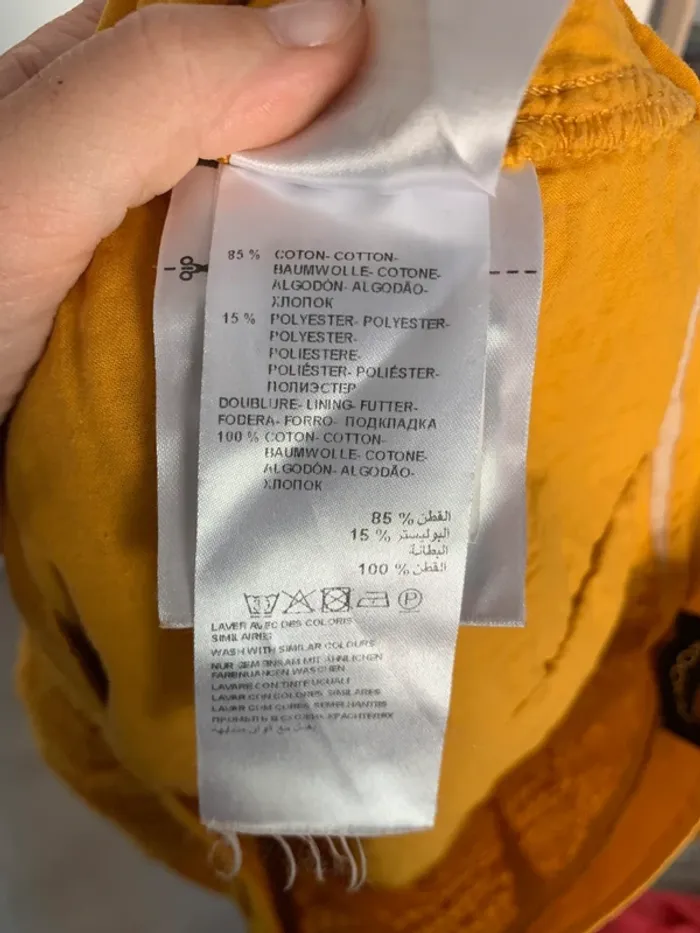 85 % COTON- COTTON-
BAUMWOLLE- COTONE-
ALGODÓN- ALGODÃO-
ХЛОПОК
15 % POLYESTER- POLYESTER-
POLYESTER-
POLIESTERE-
POLIÉSTER- POLIÉSTER-
ПОЛИЭСТЕР
DOUBLURE- LINING- FUTTER-
FODERA- FORRO- ПОДКЛАДКА
100 % COTON- COTTON-
BAUMWOLLE- COTONE-
ALGODÓN- ALGODÃO-
ХЛОПОК
القطن % 85
البوليستر % 15
البطانة
القطن % 100
P
LAVER AVEC DES COLORIS
SIMILAIRES
WASH WITH SIMILAR COLOURS
NUR GEMEINSAM MIT ÄHNLICHEN
FARBNUANCEN WASCHEN
LAVARE CON TINTE UGUALI
LAVAR CON COLORES SIMILARES
LAVAR COM CORES SEMELHANTES